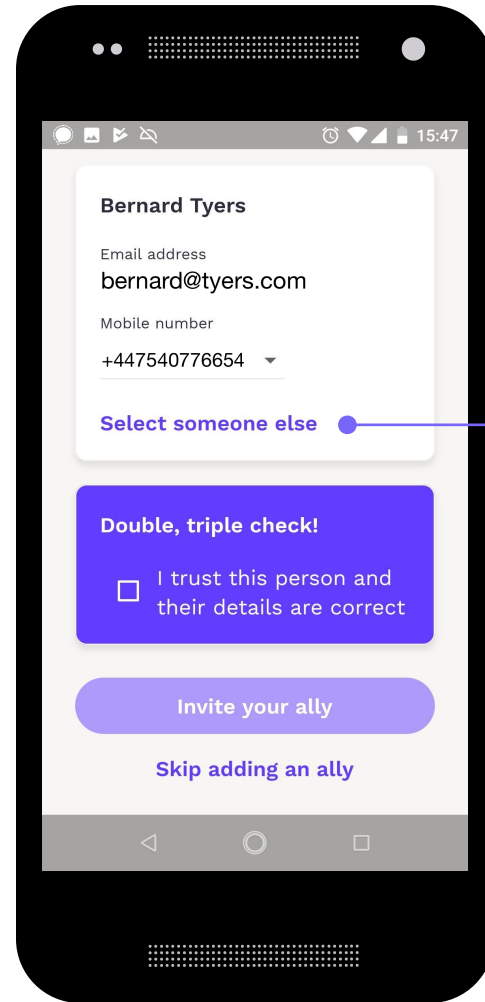 15:47
Bernard Tyers
Email address
bernard@tyers.com
Mobile number
+447540776654
Select someone else
Double, triple check!
I trust this person and
their details are correct
Invite your ally
Skip adding an ally